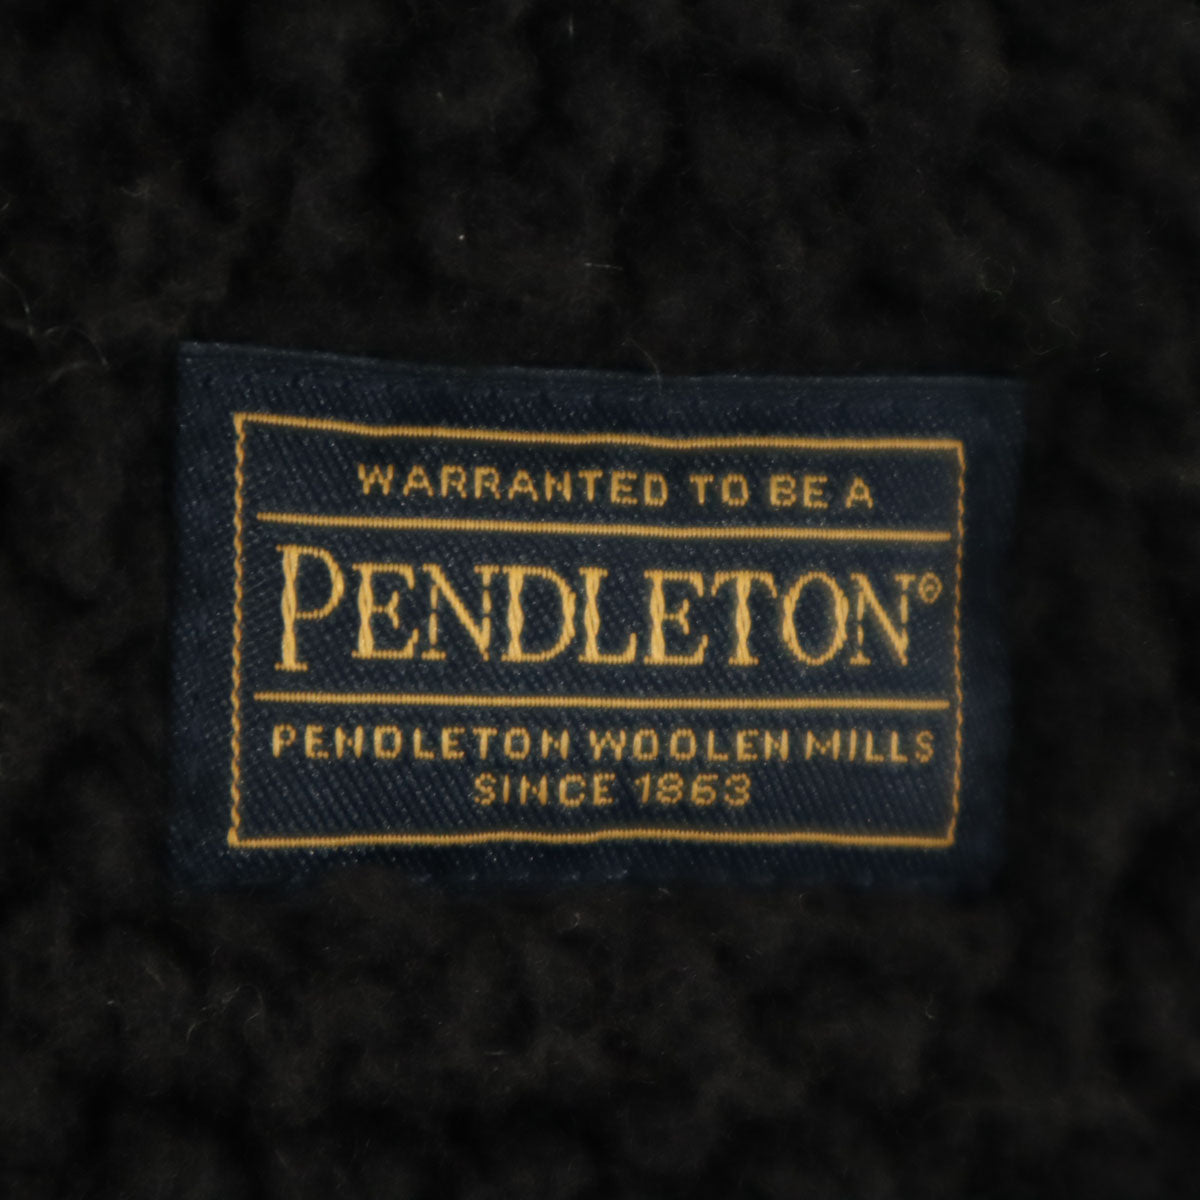 WARRANTED TO BE A
PENDLETON®
PENDLETON WOOLEN MILLS
SINCE 1863